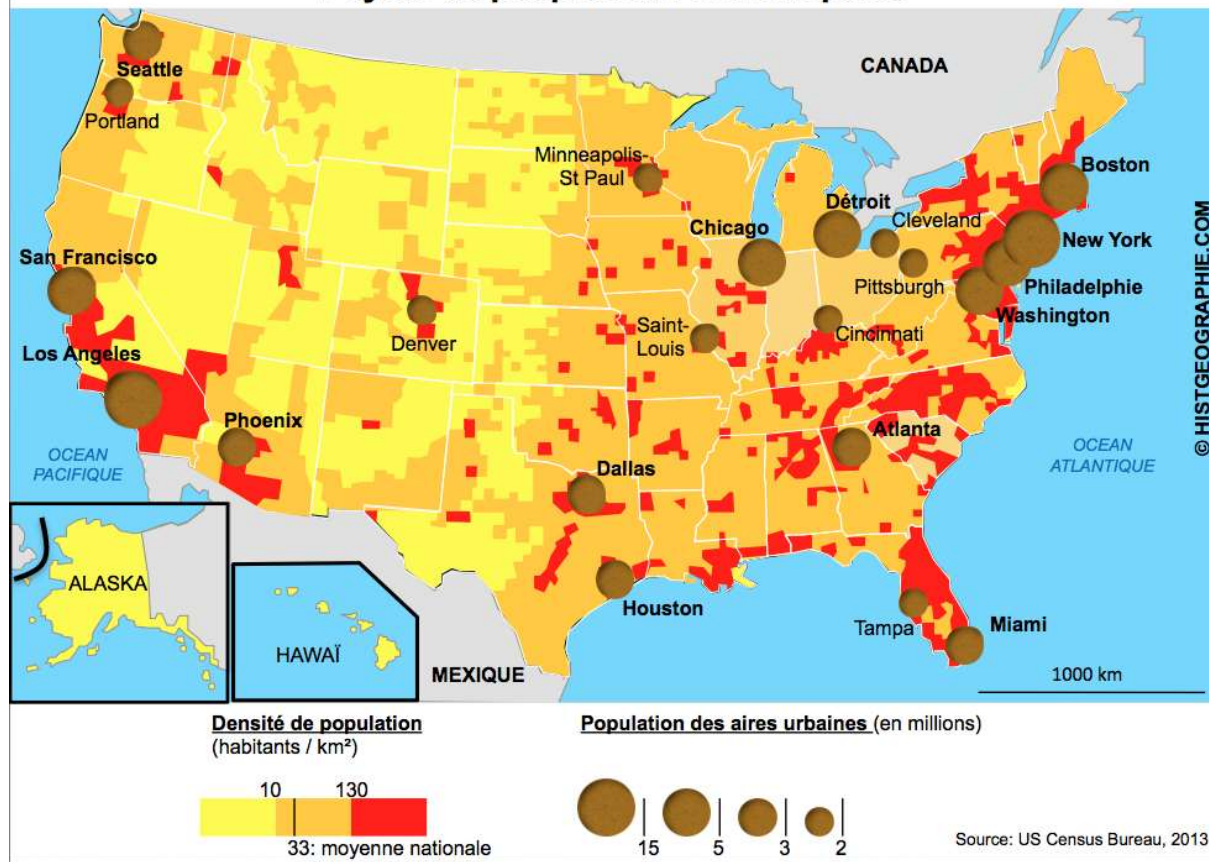 CANADA
Seattle
Portland
Minneapolis-
St Paul
Boston
Détroit
Cleveland
Chicago
New York
San Francisco
Pittsburgh
Philadelphie
Washington
Saint-
Louis
Cincinnati
Denver
Los Angeles
Phoenix
Atlanta
OCEAN
PACIFIQUE
OCEAN
ATLANTIQUE
Dallas
ALASKA
Houston
HAWAÏ
Tampa
Miami
MEXIQUE
1000 km
© HISTGEOGRAPHIE.COM
Densité de population
(habitants / km²)
10 130
33: moyenne nationale
Population des aires urbaines (en millions)
15 5 3 2
Source: US Census Bureau, 2013